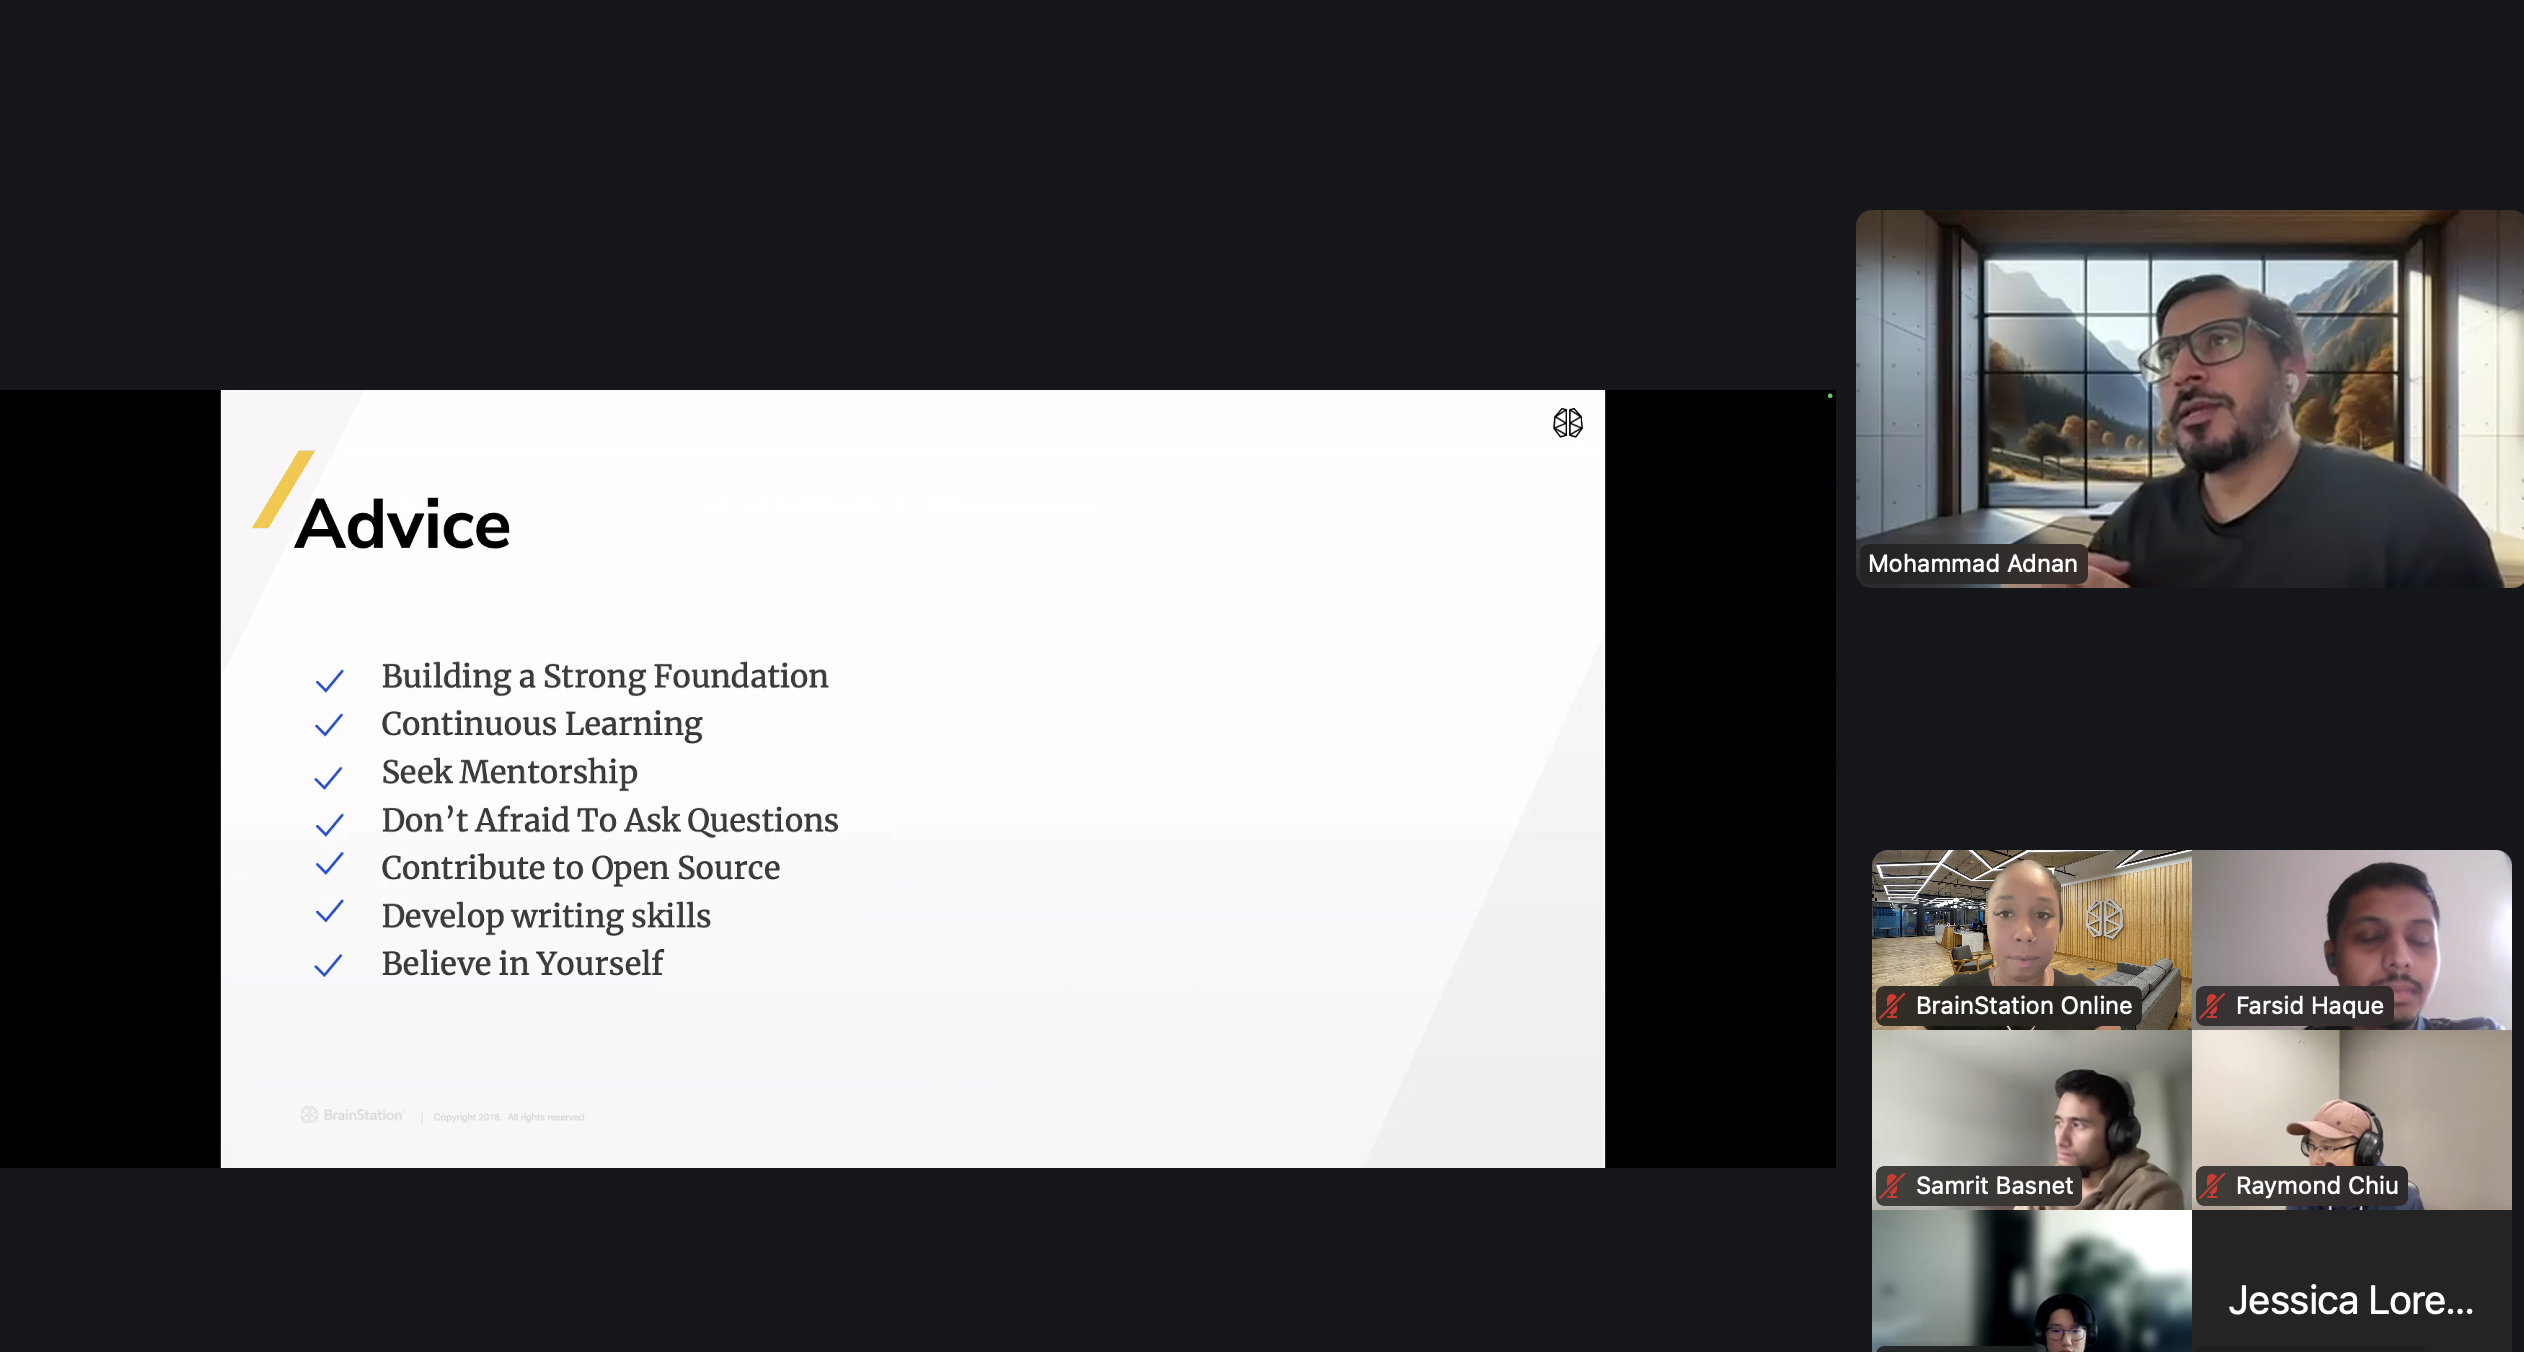 Advice
Building a Strong Foundation
Continuous Learning
Seek Mentorship
Don’t Afraid To Ask Questions
Contribute to Open Source
Develop writing skills
Believe in Yourself
BrainStation | Copyright 2018. All rights reserved.
Mohammad Adnan
BrainStation Online
Farsid Haque
Samrit Basnet
Raymond Chiu
Jessica Lore...